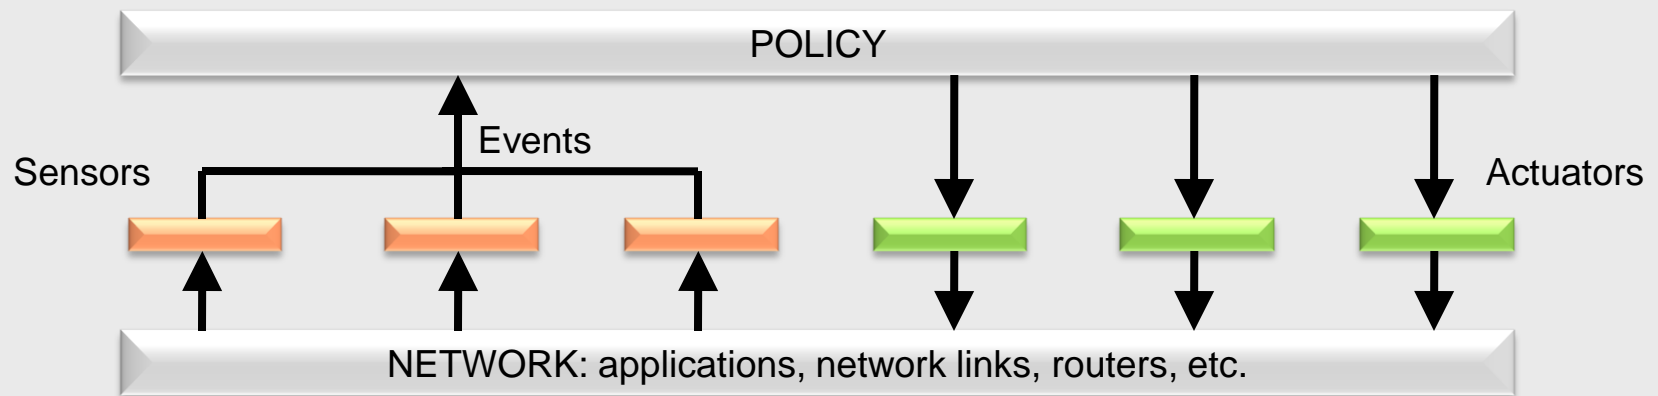 POLICY
Events
Sensors
Actuators
NETWORK: applications, network links, routers, etc.